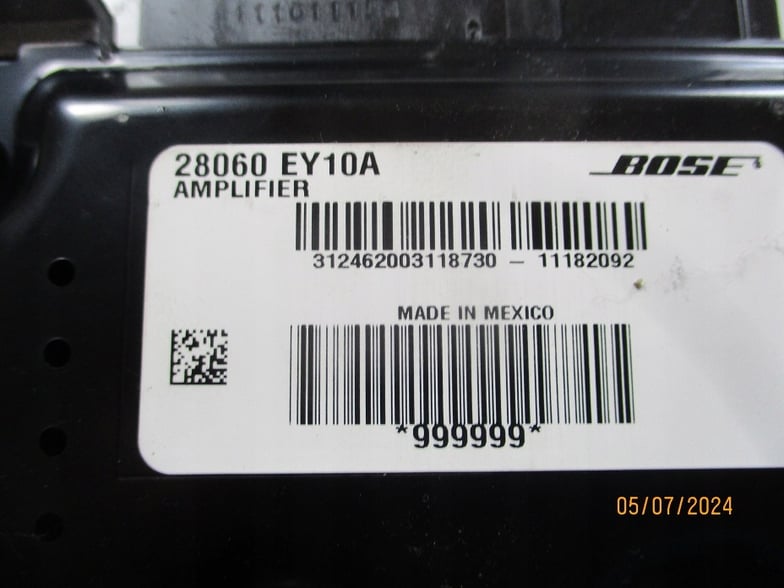 28060 EY10A
BOSE
AMPLIFIER
312462003118730 – 11182092
MADE IN MEXICO
*999999*
05/07/2024